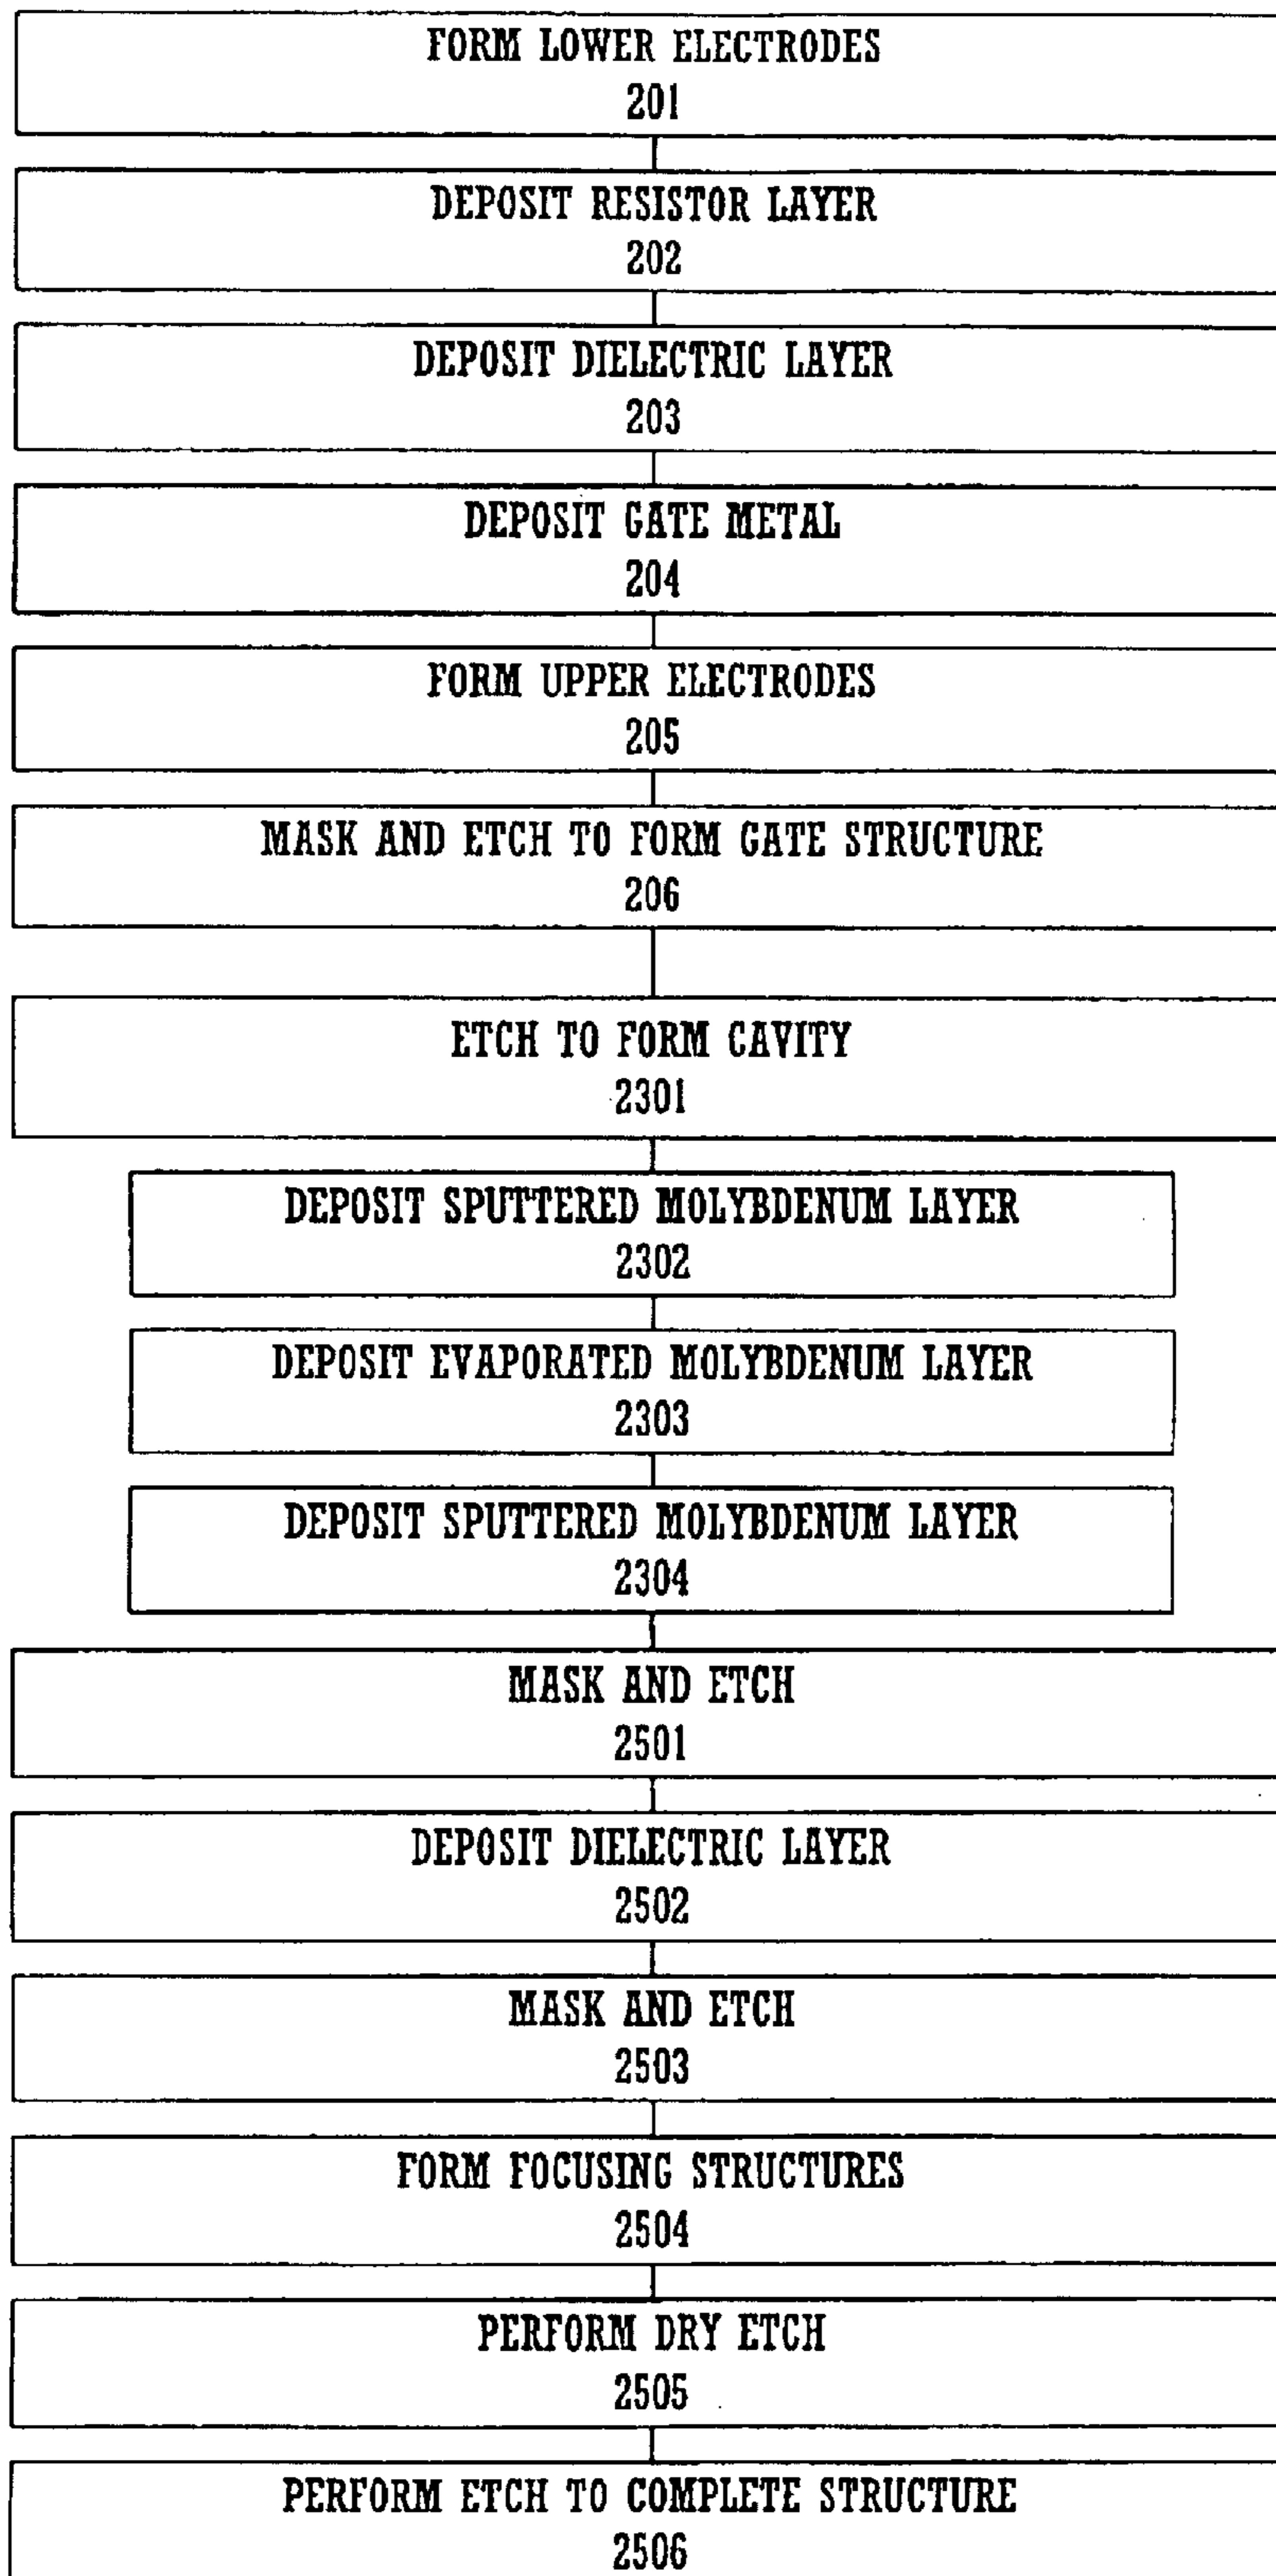 FORM LOWER ELECTRODES
201
DEPOSIT RESISTOR LAYER
202
DEPOSIT DIELECTRIC LAYER
203
DEPOSIT GATE METAL
204
FORM UPPER ELECTRODES
205
MASK AND ETCH TO FORM GATE STRUCTURE
206
ETCH TO FORM CAVITY
2301
DEPOSIT SPUTTERED MOLYBDENUM LAYER
2302
DEPOSIT EVAPORATED MOLYBDENUM LAYER
2303
DEPOSIT SPUTTERED MOLYBDENUM LAYER
2304
MASK AND ETCH
2501
DEPOSIT DIELECTRIC LAYER
2502
MASK AND ETCH
2503
FORM FOCUSING STRUCTURES
2504
PERFORM DRY ETCH
2505
PERFORM ETCH TO COMPLETE STRUCTURE
2506